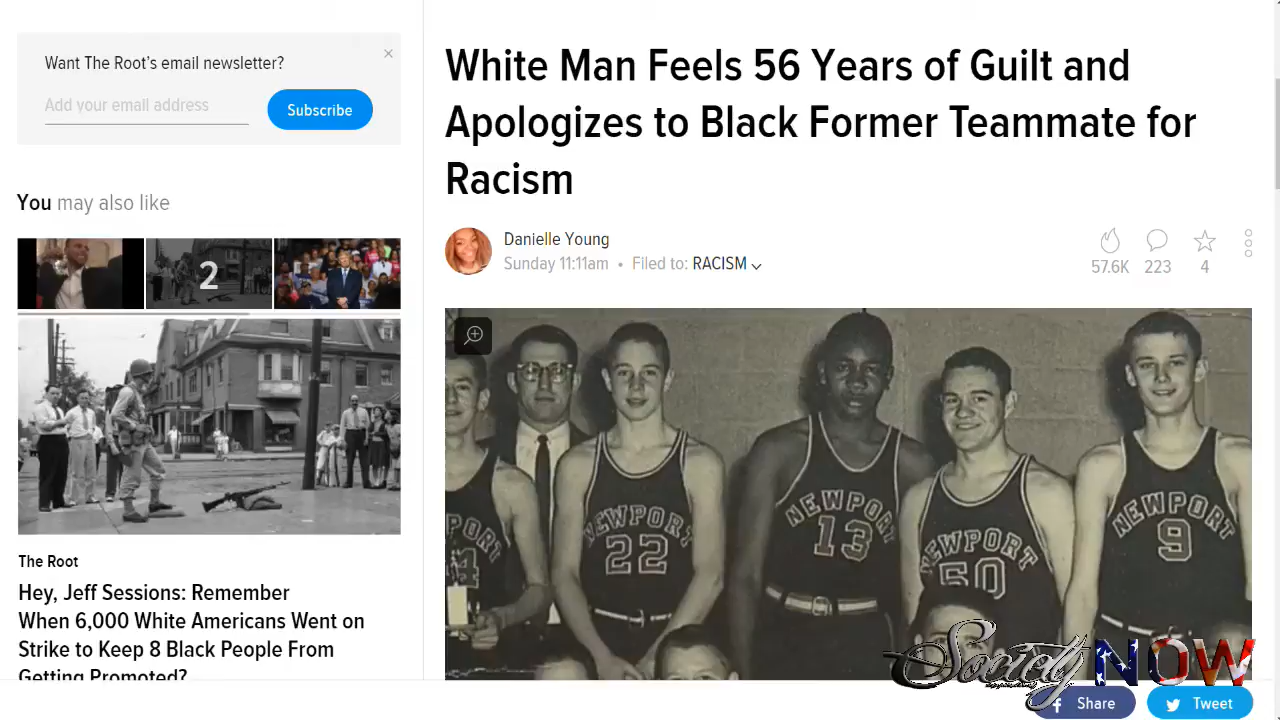 Want The Root's email newsletter?
Add your email address
Subscribe
You may also like
2
The Root
Hey, Jeff Sessions: Remember
When 6,000 White Americans Went on
Strike to Keep 8 Black People From
Getting Promoted?
White Man Feels 56 Years of Guilt and
Apologizes to Black Former Teammate for
Racism
Danielle Young
Sunday 11:11am • Filed to: RACISM
57.6K 223 4
NEWPORT
22
NEWPORT
13
NEWPORT
50
NEWPORT
9
Society NOW
Share Tweet